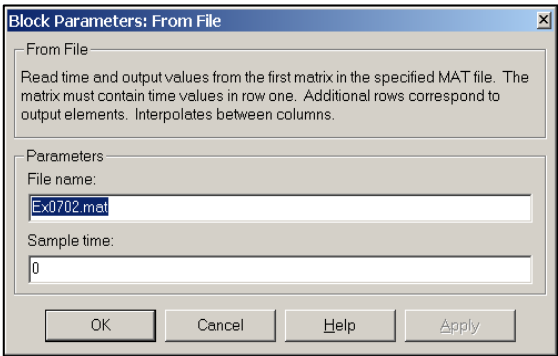 Block Parameters: From File
From File
Read time and output values from the first matrix in the specified MAT file. The
matrix must contain time values in row one. Additional rows correspond to
output elements. Interpolates between columns.
Parameters
File name:
Ex0702.mat
Sample time:
0
OK Cancel Help Apply